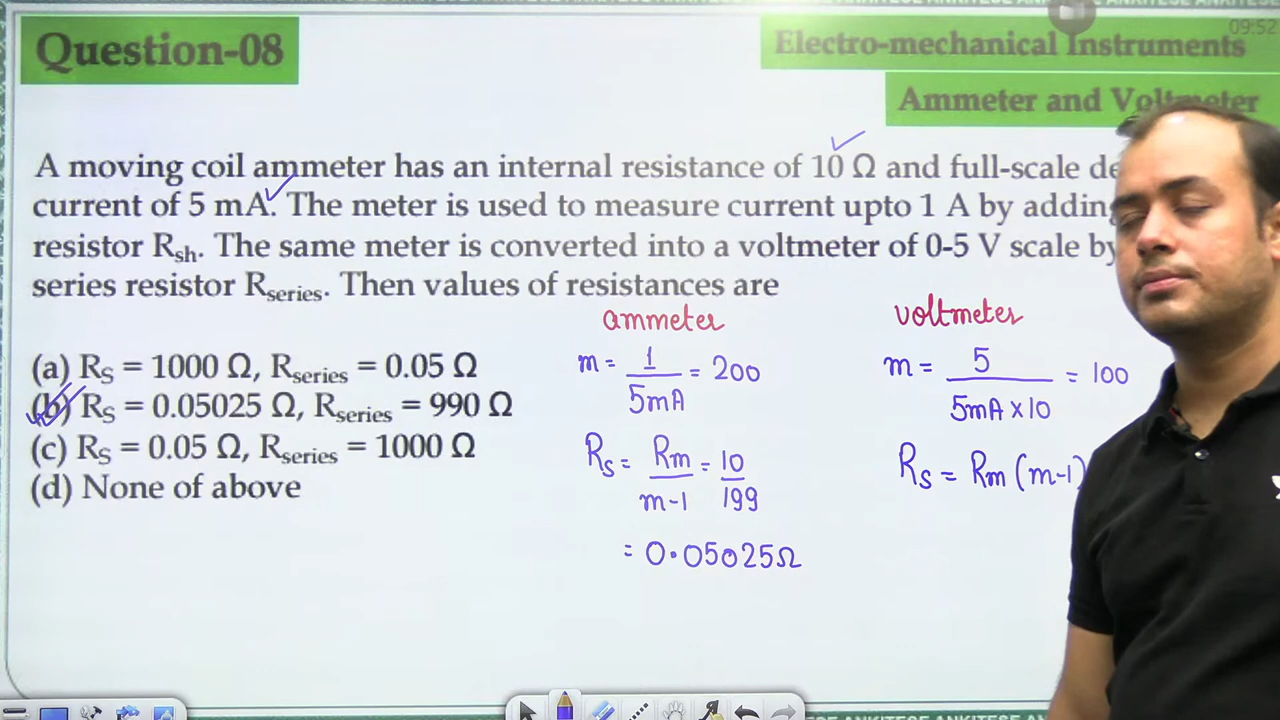 Question-08
Electro-mechanical Instruments
09:52
Ammeter and Voltmeter
A moving coil ammeter has an internal resistance of 10 Ω and full-scale de
current of 5 mA. The meter is used to measure current upto 1 A by adding
resistor Rsh. The same meter is converted into a voltmeter of 0-5 V scale by
series resistor Rseries. Then values of resistances are
(a) RS = 1000 Ω, Rseries = 0.05 Ω
(b) RS = 0.05025 Ω, Rseries = 990 Ω
(c) RS = 0.05 Ω, Rseries = 1000 Ω
(d) None of above
ammeter
m = 1/5mA = 200
Rs = Rm/m-1 = 10/199
= 0.05025Ω
voltmeter
m = 5/5mA×10 = 100
Rs = Rm (m-1)